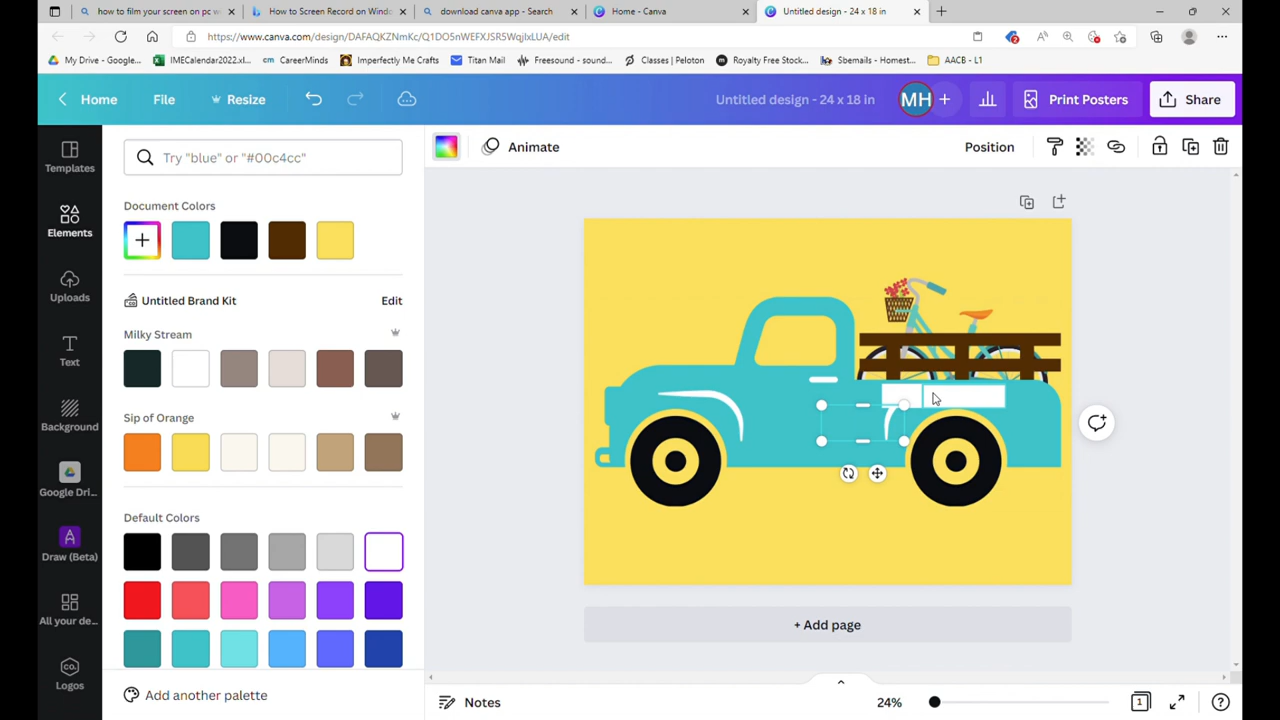 how to film your screen on pc w
How to Screen Record on Windo
download canva app - Search
Home - Canva
Untitled design - 24 x 18 in
https://www.canva.com/design/DAFAQKZNmKc/Q1DO5nWEFXJSR5WqjlxLUA/edit
My Drive - Google...
IMECalendar2022.xl...
cm CareerMinds
Imperfectly Me Crafts
Titan Mail
Freesound - soun...
Classes | Peloton
Royalty Free Stock...
Sbemails - Homest...
AACB - L1
Home
File
Resize
Untitled design - 24 x 18 in
MH
Print Posters
Share
Templates
Elements
Uploads
Text
Background
Google Dri...
Draw (Beta)
All your de...
CO.
Logos
Try "blue" or "#00c4cc"
Document Colors
Untitled Brand Kit
Edit
Milky Stream
Sip of Orange
Default Colors
Add another palette
Animate
Position
+ Add page
Notes
24%
1